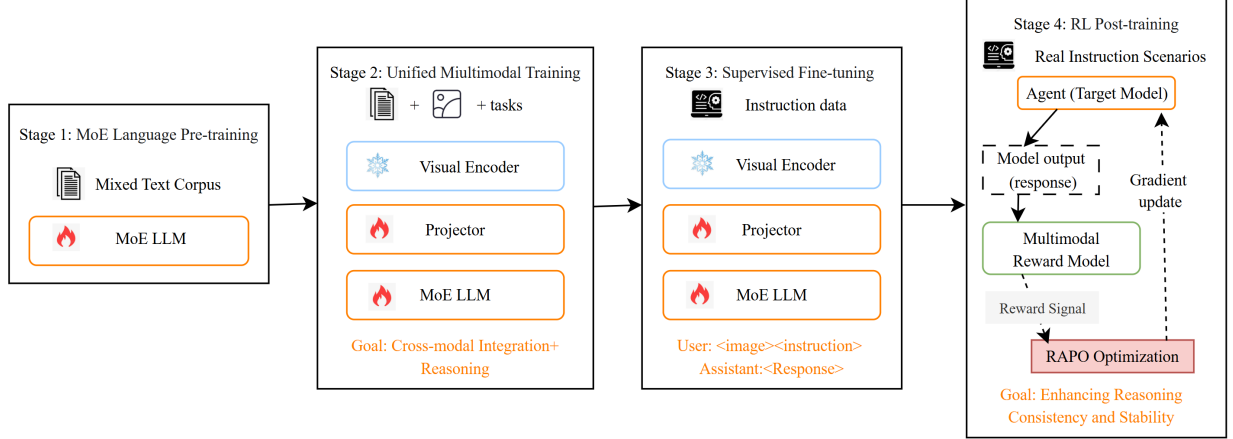 Stage 1: MoE Language Pre-training
Mixed Text Corpus
MoE LLM
Stage 2: Unified Miultimodal Training
+ + tasks
Visual Encoder
Projector
MoE LLM
Goal: Cross-modal Integration+
Reasoning
Stage 3: Supervised Fine-tuning
Instruction data
Visual Encoder
Projector
MoE LLM
User: <image><instruction>
Assistant:<Response>
Stage 4: RL Post-training
Real Instruction Scenarios
Agent (Target Model)
Model output
(response)
Gradient
update
Multimodal
Reward Model
Reward Signal
RAPO Optimization
Goal: Enhancing Reasoning
Consistency and Stability